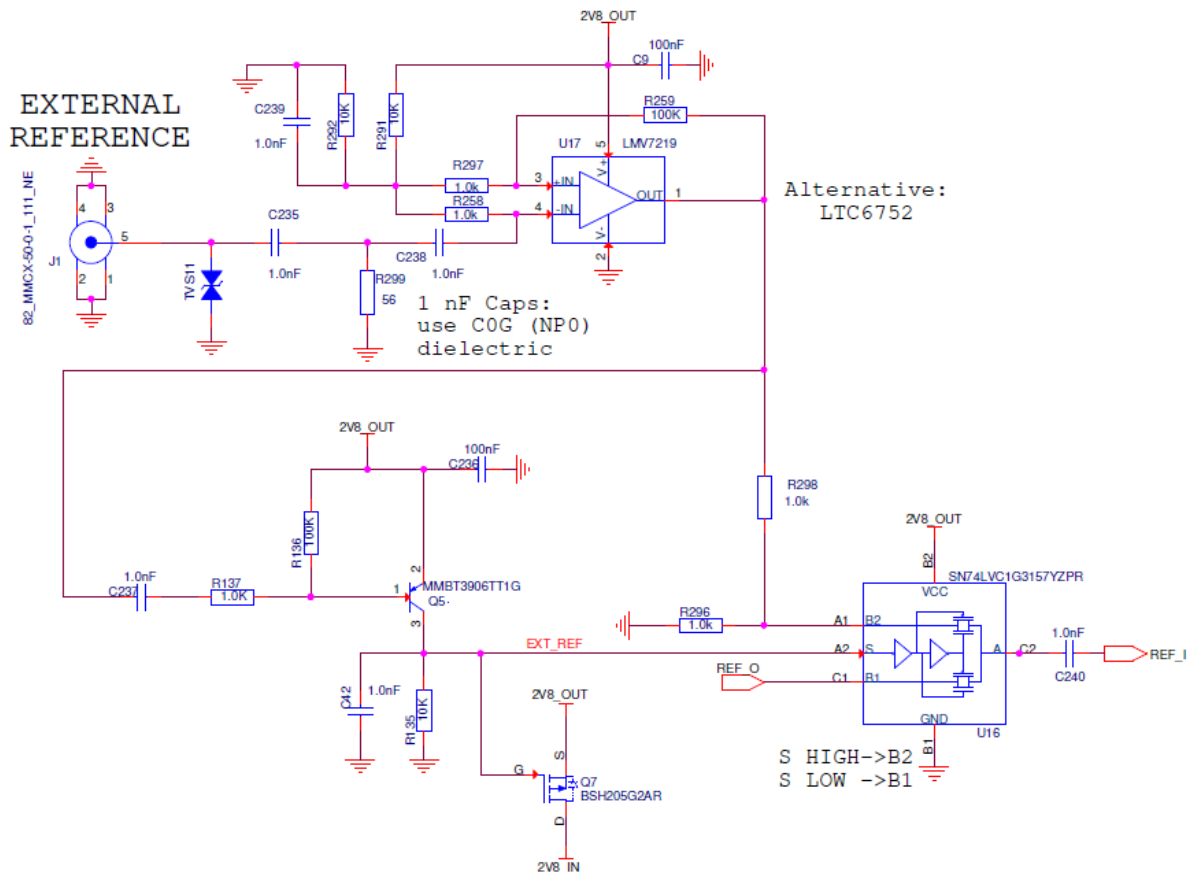 2V8_OUT
100nF
C9
R259
100K
EXTERNAL
REFERENCE
C239
1.0nF
R292
10K
R291
10K
U17
LMV7219
5
V+
R297
1.0k
3
+IN
R258
1.0k
4
-IN
OUT
1
V-
2
Alternative:
LTC6752
82_MMCX-50-0-1_111_NE
4
3
5
J1
2
1
C235
1.0nF
C238
1.0nF
TVS11
R299
56
1 nF Caps:
use C0G (NP0)
dielectric
2V8_OUT
100nF
C236
R298
1.0k
R136
100K
2V8_OUT
B2
SN74LVC1G3157YZPR
VCC
1.0nF
C237
R137
1.0K
1
2
MMBT3906TT1G
Q5
3
R296
1.0k
A1
B2
EXT_REF
A2
S
A
C2
1.0nF
C240
REF_I
REF_O
C1
B1
C42
1.0nF
R135
10K
2V8_OUT
GND
U16
B1
S
G
Q7
BSH205G2AR
D
2V8_IN
S HIGH->B2
S LOW ->B1